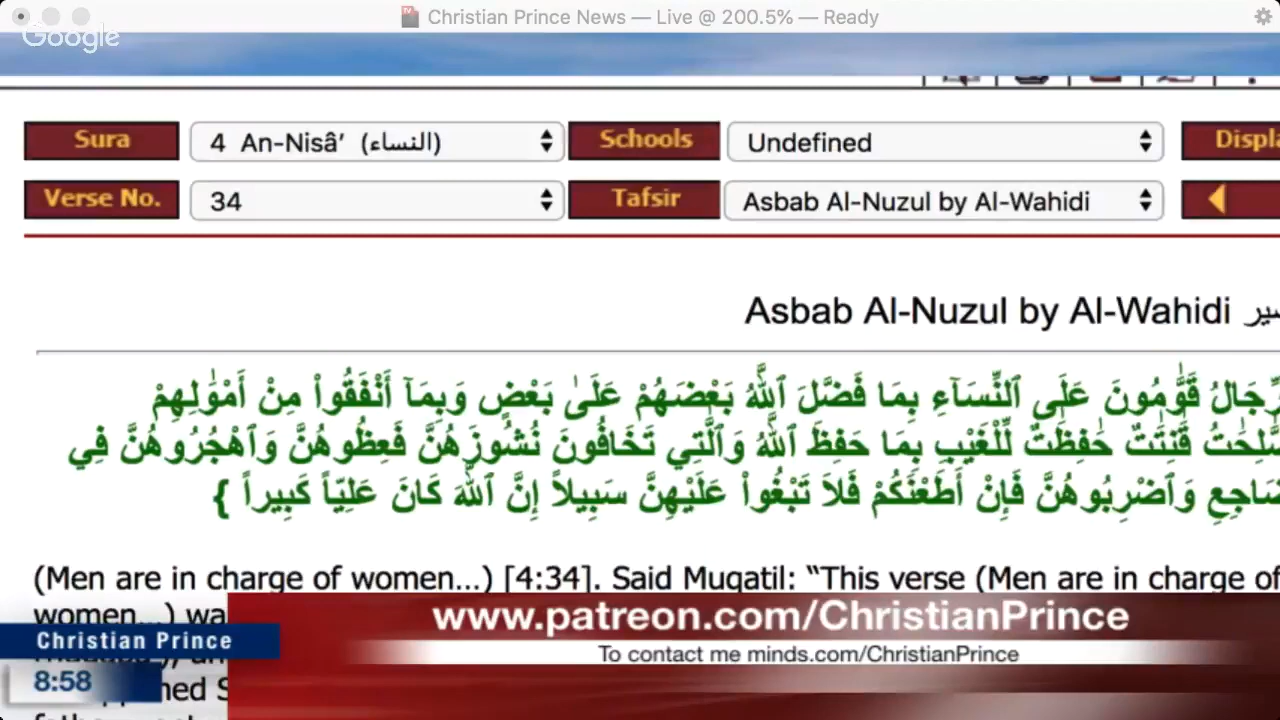 Christian Prince News — Live @ 200.5% — Ready
Google
Sura
4 An-Nisâ' (النساء)
Schools
Undefined
Verse No.
34
Tafsir
Asbab Al-Nuzul by Al-Wahidi
Asbab Al-Nuzul by Al-Wahidi
قَوَّٰمُونَ عَلَى ٱلنِّسَآءِ بِمَا فَضَّلَ ٱللَّهُ بَعْضَهُمْ عَلَىٰ بَعْضٍ وَبِمَآ أَنْفَقُواْ مِنْ أَمْوَٰلِهِمْ
قَٰنِتَٰتٌ حَٰفِظَٰتٌ لِّلْغَيْبِ بِمَا حَفِظَ ٱللَّهُ وَٱلَّٰتِي تَخَافُونَ نُشُوزَهُنَّ فَعِظُوهُنَّ وَٱهْجُرُوهُنَّ فِي
وَٱضْرِبُوهُنَّ فَإِنْ أَطَعْنَكُمْ فَلاَ تَبْغُواْ عَلَيْهِنَّ سَبِيلاً إِنَّ ٱللَّهَ كَانَ عَلِيّاً كَبِيراً }
(Men are in charge of women...) [4:34]. Said Muqatil: “This verse (Men are in charge of
women...) wa
www.patreon.com/ChristianPrince
Christian Prince
To contact me minds.com/ChristianPrince
8:58